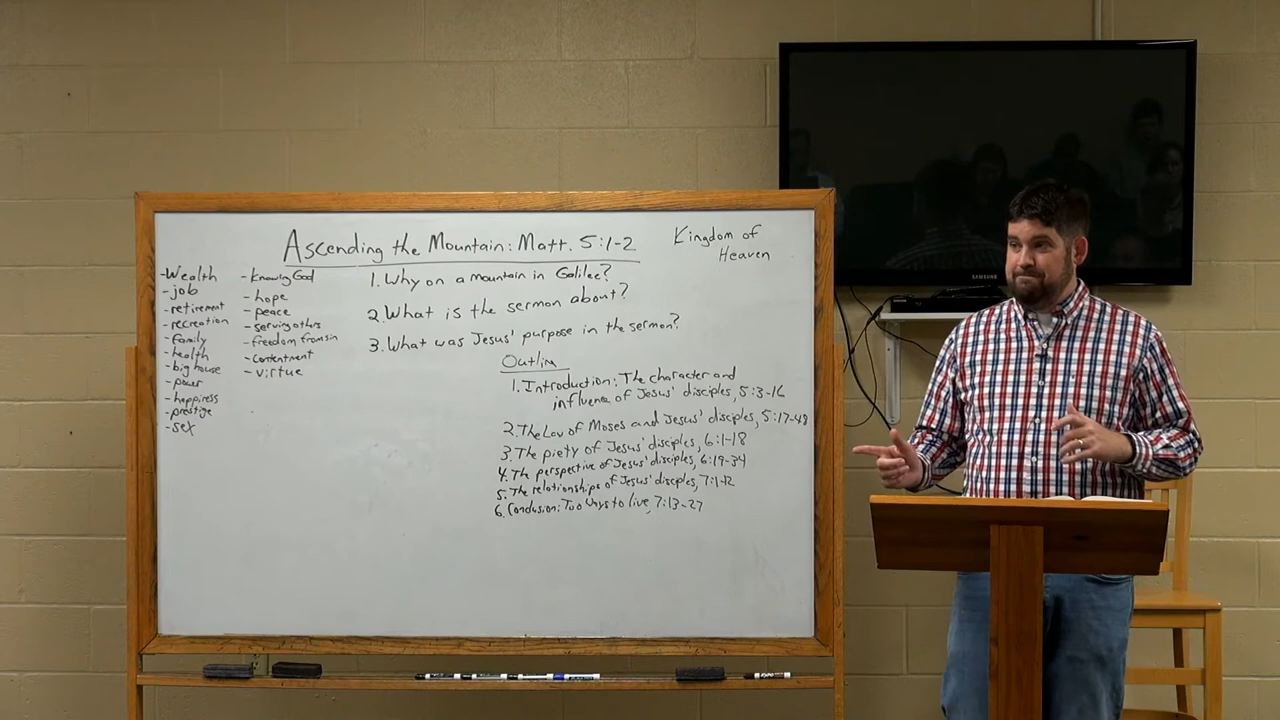 Ascending the Mountain: Matt. 5:1-2
Kingdom of
Heaven
-Wealth
-job
-retirement
-recreation
-family
-health
-big house
-power
-happiness
-prestige
-sex
-Knowing God
-hope
-peace
-serving others
-freedom from sin
-contentment
-virtue
1. Why on a mountain in Galilee?
2. What is the sermon about?
3. What was Jesus' purpose in the sermon?
Outline
1. Introduction: The character and
influence of Jesus' disciples, 5:3-16
2. The Law of Moses and Jesus' disciples, 5:17-48
3. The piety of Jesus' disciples, 6:1-18
4. The perspective of Jesus' disciples, 6:19-34
5. The relationships of Jesus' disciples, 7:1-12
6. Conclusion: Two Ways to live, 7:13-27
SAMSUNG
EXPO